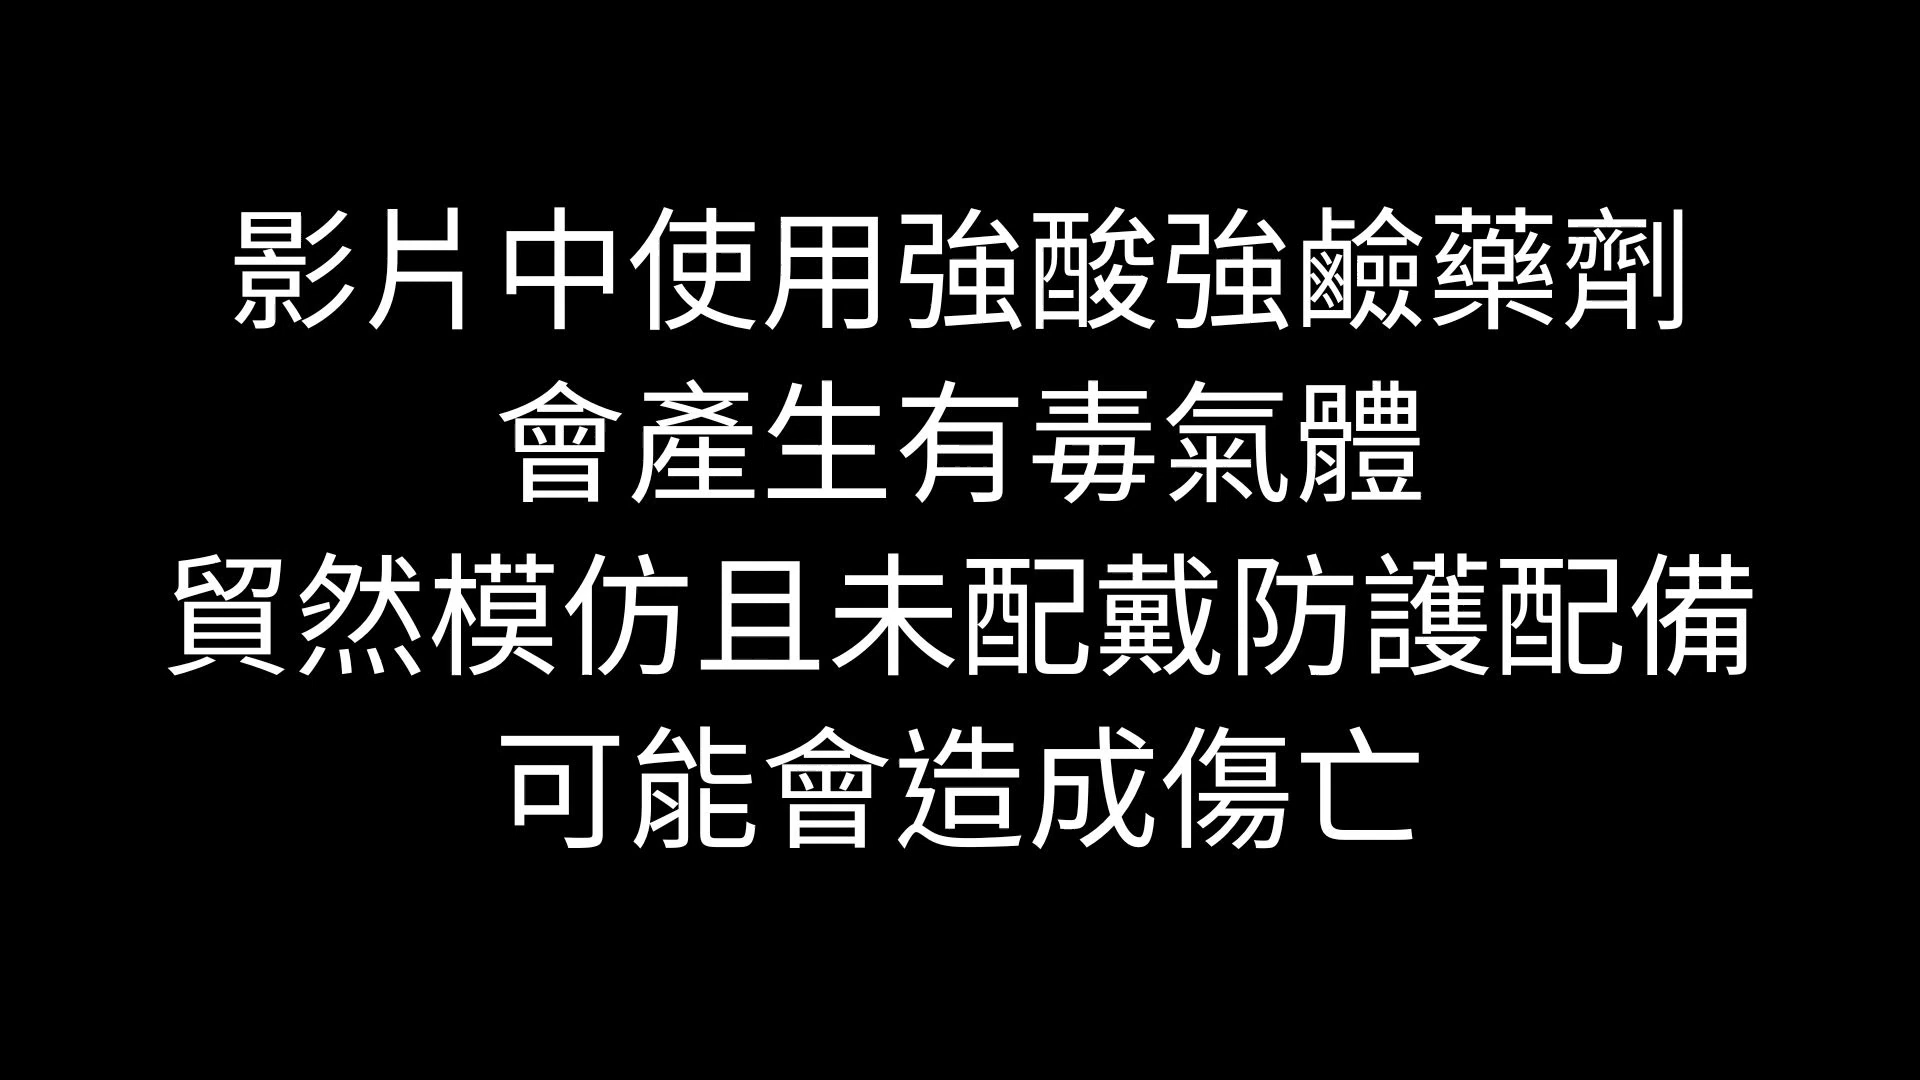 影片中使用強酸強鹼藥劑
會產生有毒氣體
貿然模仿且未配戴防護配備
可能會造成傷亡